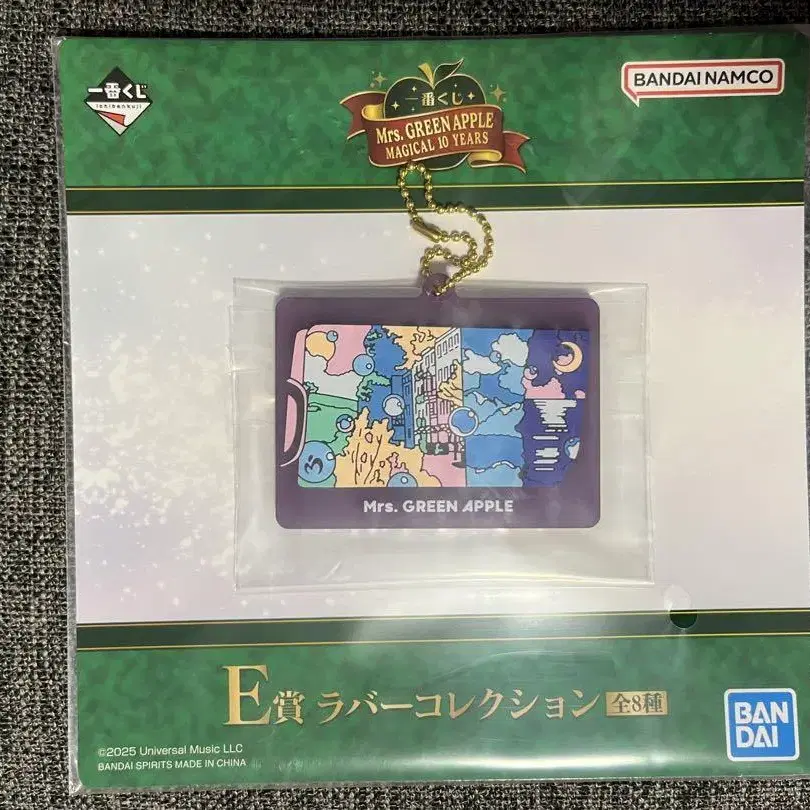 一番くじ
ichibankuji
一番くじ
Mrs. GREEN APPLE
MAGICAL 10 YEARS
BANDAI NAMCO
Mrs. GREEN APPLE
E賞 ラバーコレクション 全8種
©2025 Universal Music LLC
BANDAI SPIRITS MADE IN CHINA
BAN
DAI